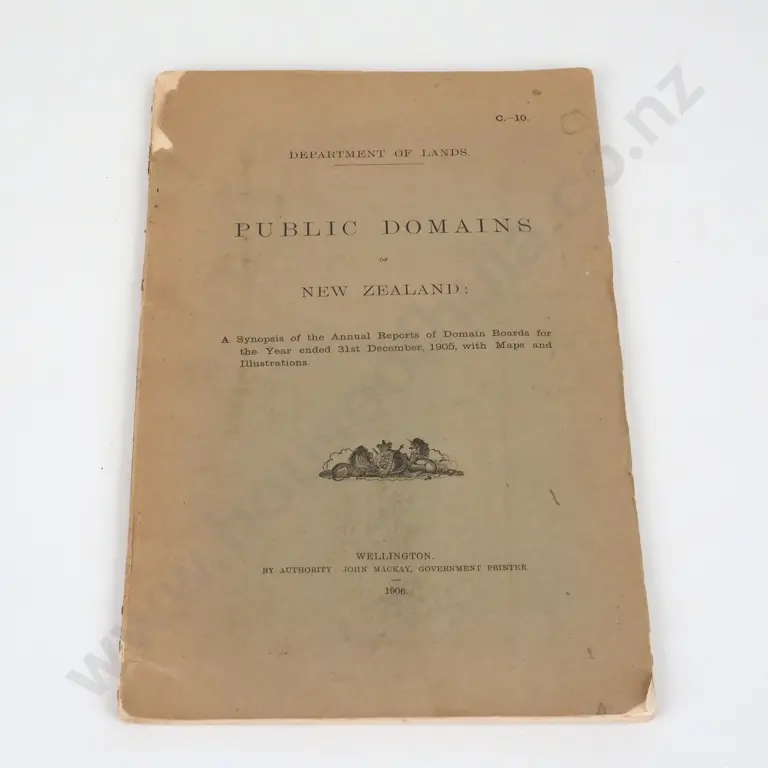 C.—10.
DEPARTMENT OF LANDS.
PUBLIC DOMAINS
OF
NEW ZEALAND:
A Synopsis of the Annual Reports of Domain Boards for
the Year ended 31st December, 1905, with Maps and
Illustrations.
WELLINGTON.
BY AUTHORITY JOHN MACKAY, GOVERNMENT PRINTER
1906.